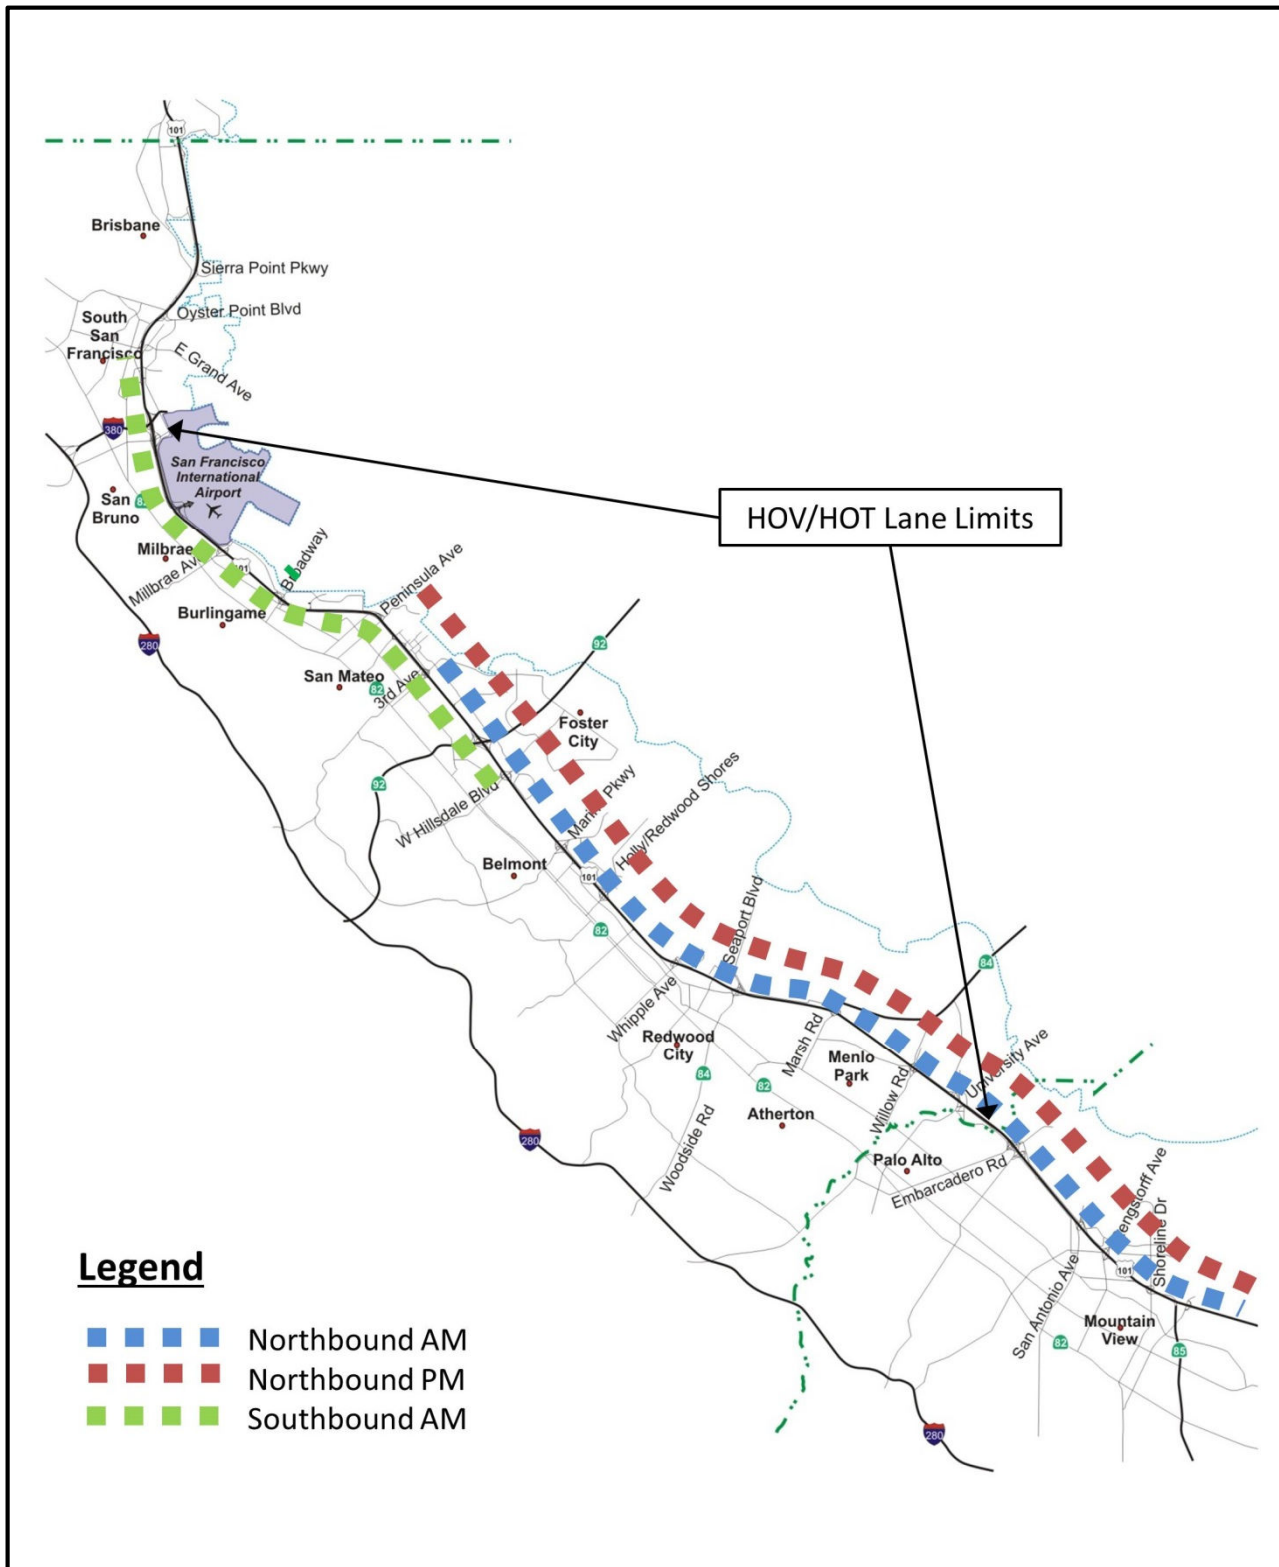 101
Brisbane
Sierra Point Pkwy
Oyster Point Blvd
South
San
Francisco
E Grand Ave
380
San Francisco
International
Airport
HOV/HOT Lane Limits
San
Bruno
Milbrae
Millbrae Ave
101
Broadway
Peninsula Ave
Burlingame
280
92
San Mateo
82
3rd Ave
Foster
City
92
W Hillsdale Blvd
Holly/Redwood Shores
Belmont
101
82
Seaport Blvd
84
Whipple Ave
Redwood
City
Marsh Rd
Menlo
Park
University Ave
84
82
Willow Rd
Atherton
280
Woodside Rd
Palo Alto
Embarcadero Rd
Shoreline Dr
101
San Antonio Ave
Mountain
View
82
85
280
Legend
Northbound AM
Northbound PM
Southbound AM